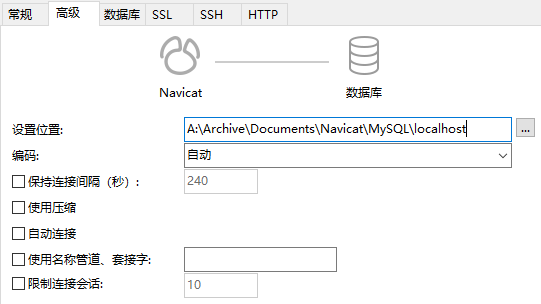 常规 高级 数据库 SSL SSH HTTP
Navicat 数据库
设置位置: A:\Archive\Documents\Navicat\MySQL\localhost ...
编码: 自动
保持连接间隔（秒）: 240
使用压缩
自动连接
使用名称管道、套接字:
限制连接会话: 10